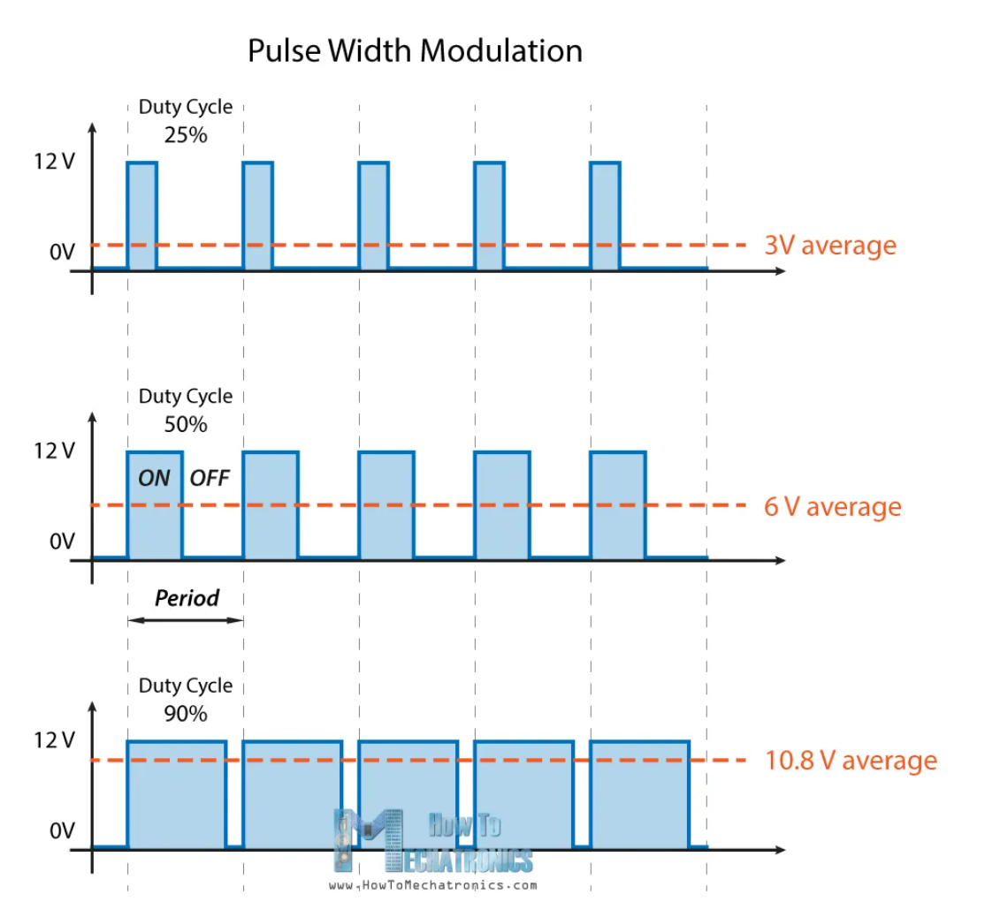 Pulse Width Modulation
Duty Cycle
25%
12 V
0V
3V average
Duty Cycle
50%
12 V
ON OFF
0V
6 V average
Period
Duty Cycle
90%
12 V
10.8 V average
0V
How To
MECHATRONICS
www.HowToMechatronics.com